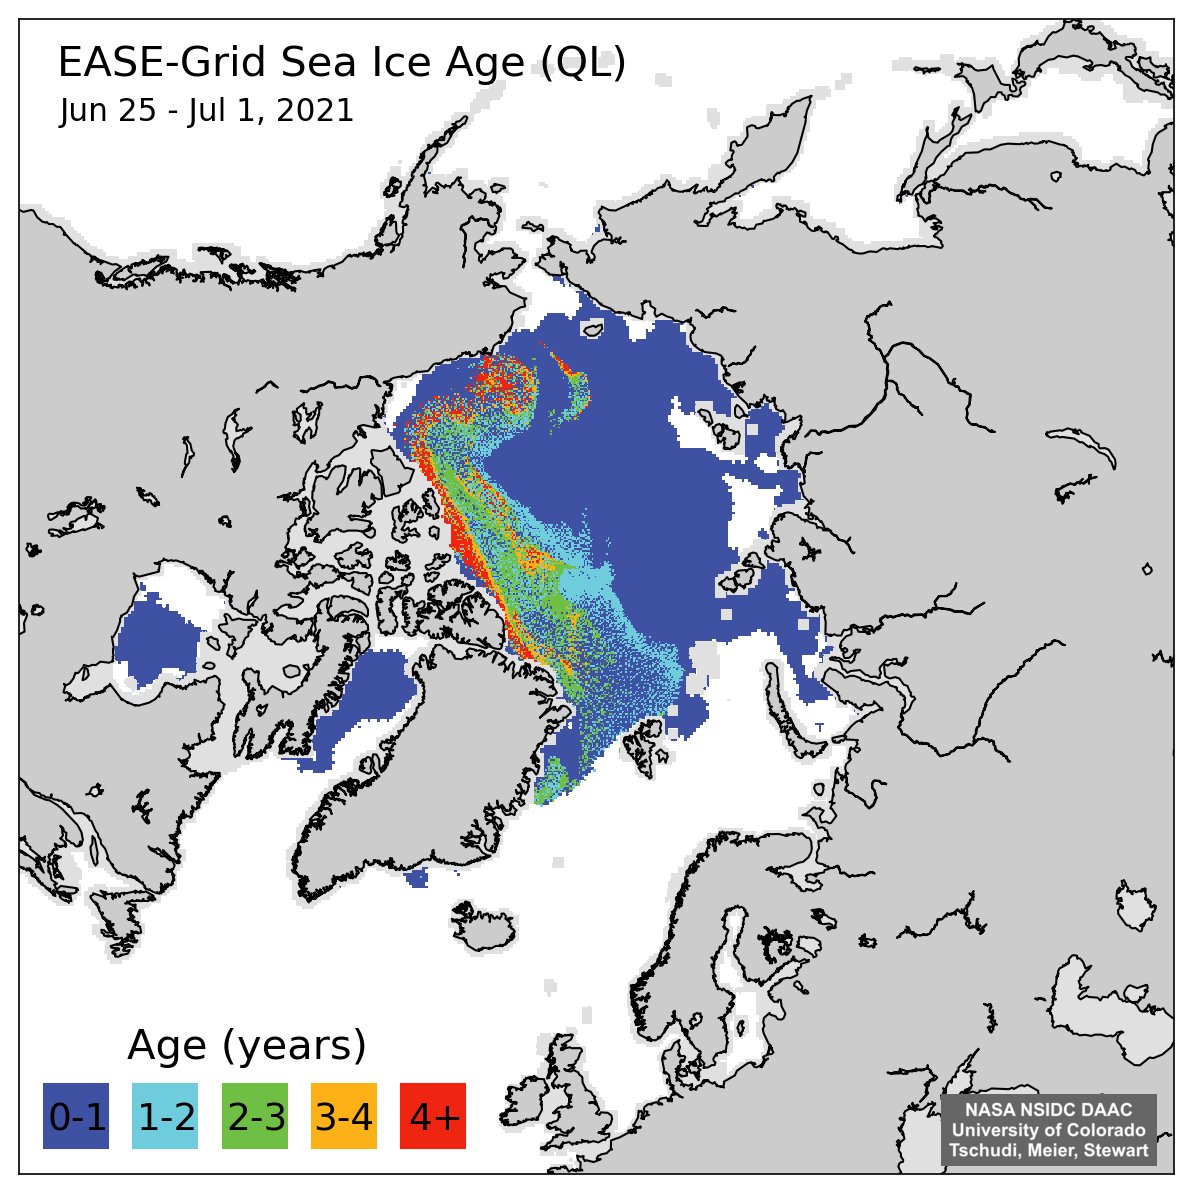 EASE-Grid Sea Ice Age (QL)
Jun 25 - Jul 1, 2021
Age (years)
0-1 1-2 2-3 3-4 4+
NASA NSIDC DAAC
University of Colorado
Tschudi, Meier, Stewart